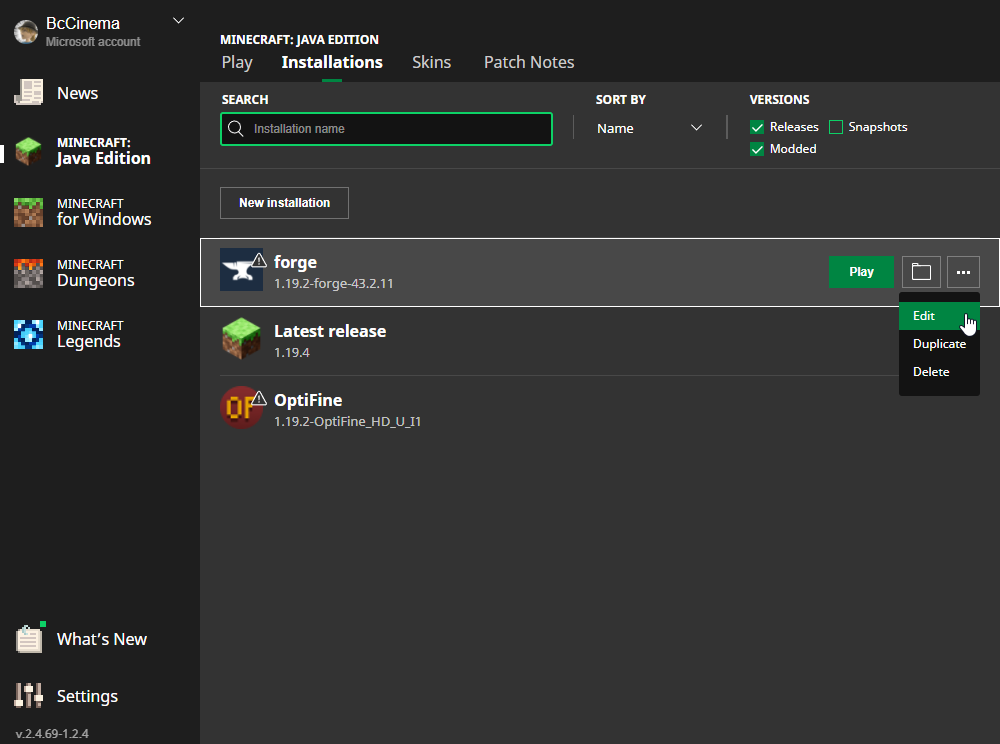 BcCinema
Microsoft account
News
MINECRAFT:
Java Edition
MINECRAFT
for Windows
MINECRAFT
Dungeons
MINECRAFT
Legends
What's New
Settings
v.2.4.69-1.2.4
MINECRAFT: JAVA EDITION
Play Installations Skins Patch Notes
SEARCH
Installation name
SORT BY
Name
VERSIONS
Releases Snapshots
Modded
New installation
forge
1.19.2-forge-43.2.11
Play
Edit
Duplicate
Delete
Latest release
1.19.4
OF
OptiFine
1.19.2-OptiFine_HD_U_I1